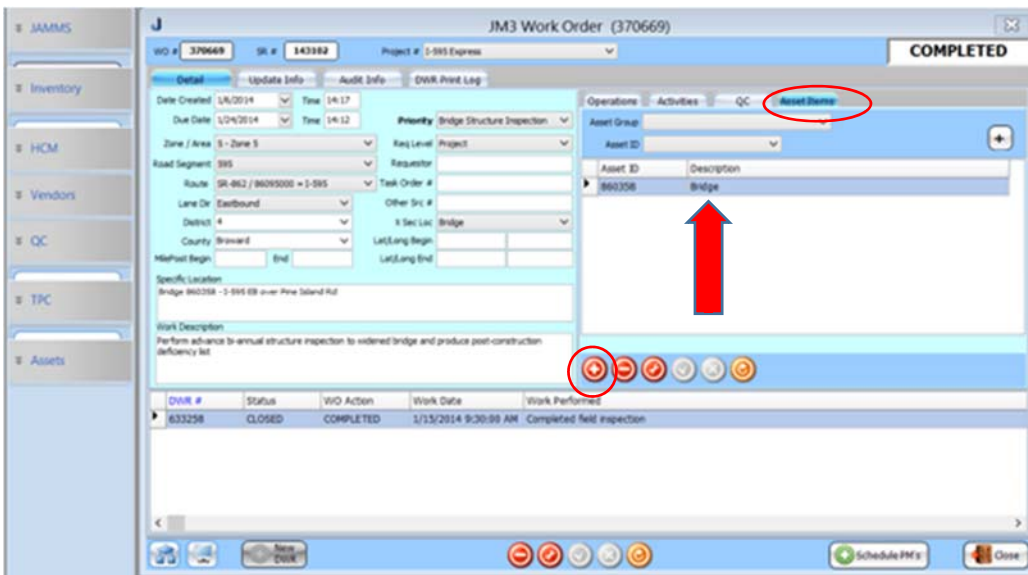 JAMMS
Inventory
HCM
Vendors
QC
TPC
Assets
J
JM3 Work Order (370669)
WO # 370669 SR # 143102 Project # I-595 Express
COMPLETED
Detail Update Info Audit Info DWR Print Log
Date Created 1/6/2014 Time 14:17
Due Date 1/24/2014 Time 14:12 Priority Bridge Structure Inspection
Zone / Area 5 - Zone 5 Req Level Project
Road Segment 595 Requestor
Route SR-862 / 86095000 = I-595 Task Order #
Lane Dir Eastbound Other Src #
District 4 X Sec Loc Bridge
County Broward Lat/Long Begin
MilePost Begin End Lat/Long End
Specific Location
Bridge 860358 - I-595 EB over Pine Island Rd
Work Description
Perform advance bi-annual structure inspection to widened bridge and produce post-construction
deficiency list
Operations Activities QC Asset Items
Asset Group
Asset ID
Asset ID Description
860358 Bridge
DWR # Status WO Action Work Date Work Performed
633258 CLOSED COMPLETED 1/15/2014 9:30:00 AM Completed field inspection
New
DWR
Schedule PM's
Close